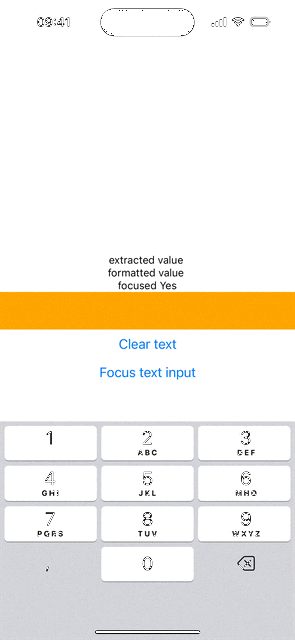 09:41
extracted value
formatted value
focused Yes
Clear text
Focus text input
1
2 ABC
3 DEF
4 GHI
5 JKL
6 MNO
7 PQRS
8 TUV
9 WXYZ
, 0